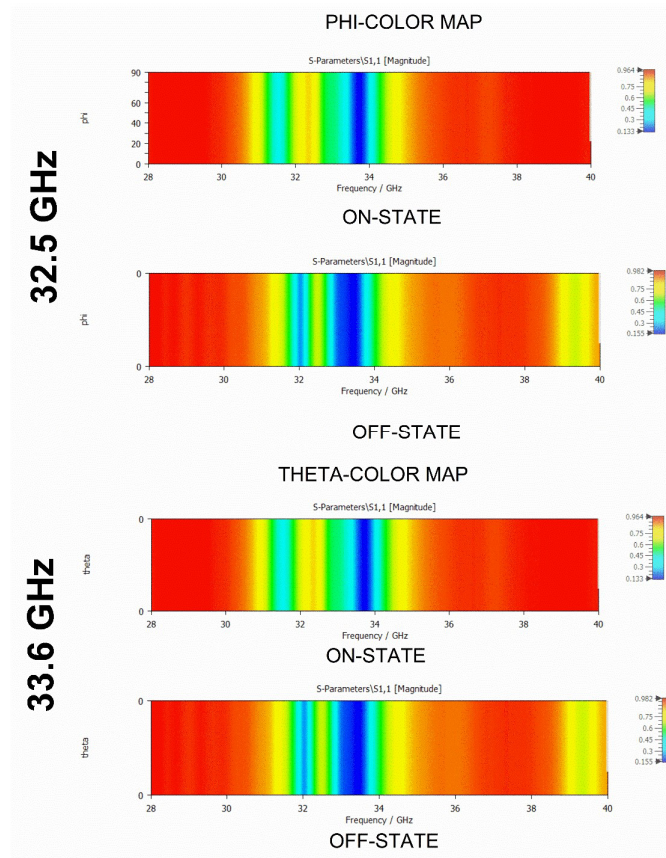 PHI-COLOR MAP
S-Parameters\S1,1 [Magnitude]
90
60
40
20
0
phi
28 30 32 34 36 38 40
Frequency / GHz
0.964
0.75
0.6
0.45
0.3
0.133
ON-STATE
32.5 GHz
S-Parameters\S1,1 [Magnitude]
0
phi
0
28 30 32 34 36 38 40
Frequency / GHz
0.982
0.75
0.6
0.45
0.3
0.155
OFF-STATE
THETA-COLOR MAP
S-Parameters\S1,1 [Magnitude]
0
theta
0
28 30 32 34 36 38 40
Frequency / GHz
0.964
0.75
0.6
0.45
0.3
0.133
ON-STATE
33.6 GHz
S-Parameters\S1,1 [Magnitude]
0
theta
0
28 30 32 34 36 38 40
Frequency / GHz
0.982
0.75
0.6
0.45
0.3
0.155
OFF-STATE